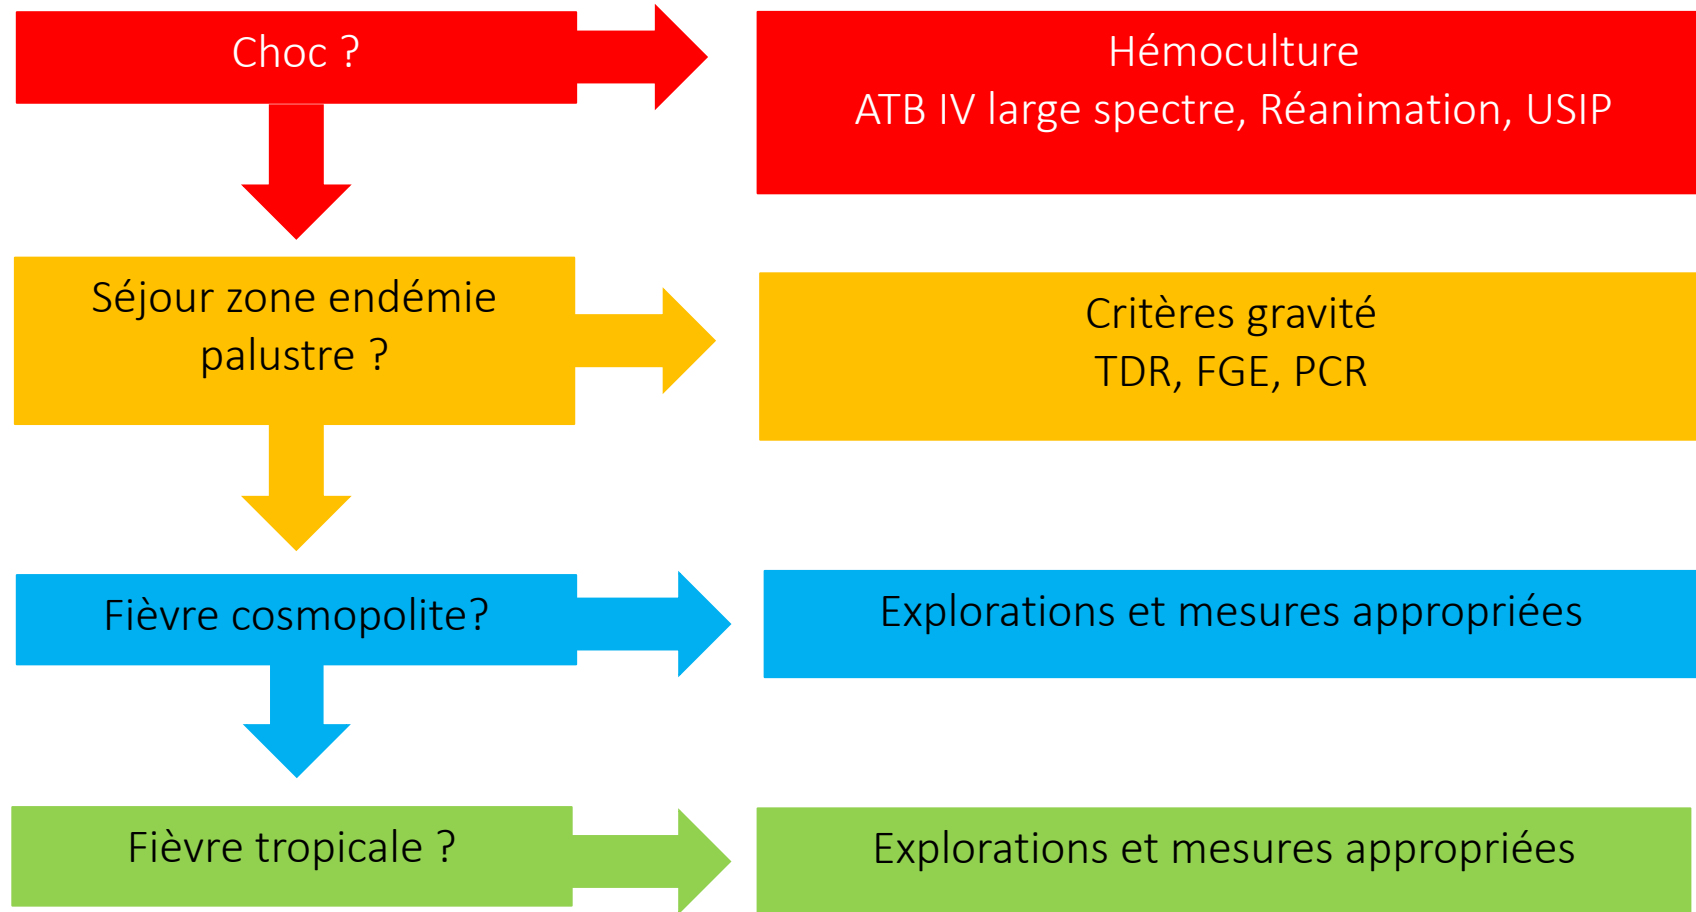 Choc ?
Hémoculture
ATB IV large spectre, Réanimation, USIP
Séjour zone endémie
palustre ?
Critères gravité
TDR, FGE, PCR
Fièvre cosmopolite?
Explorations et mesures appropriées
Fièvre tropicale ?
Explorations et mesures appropriées